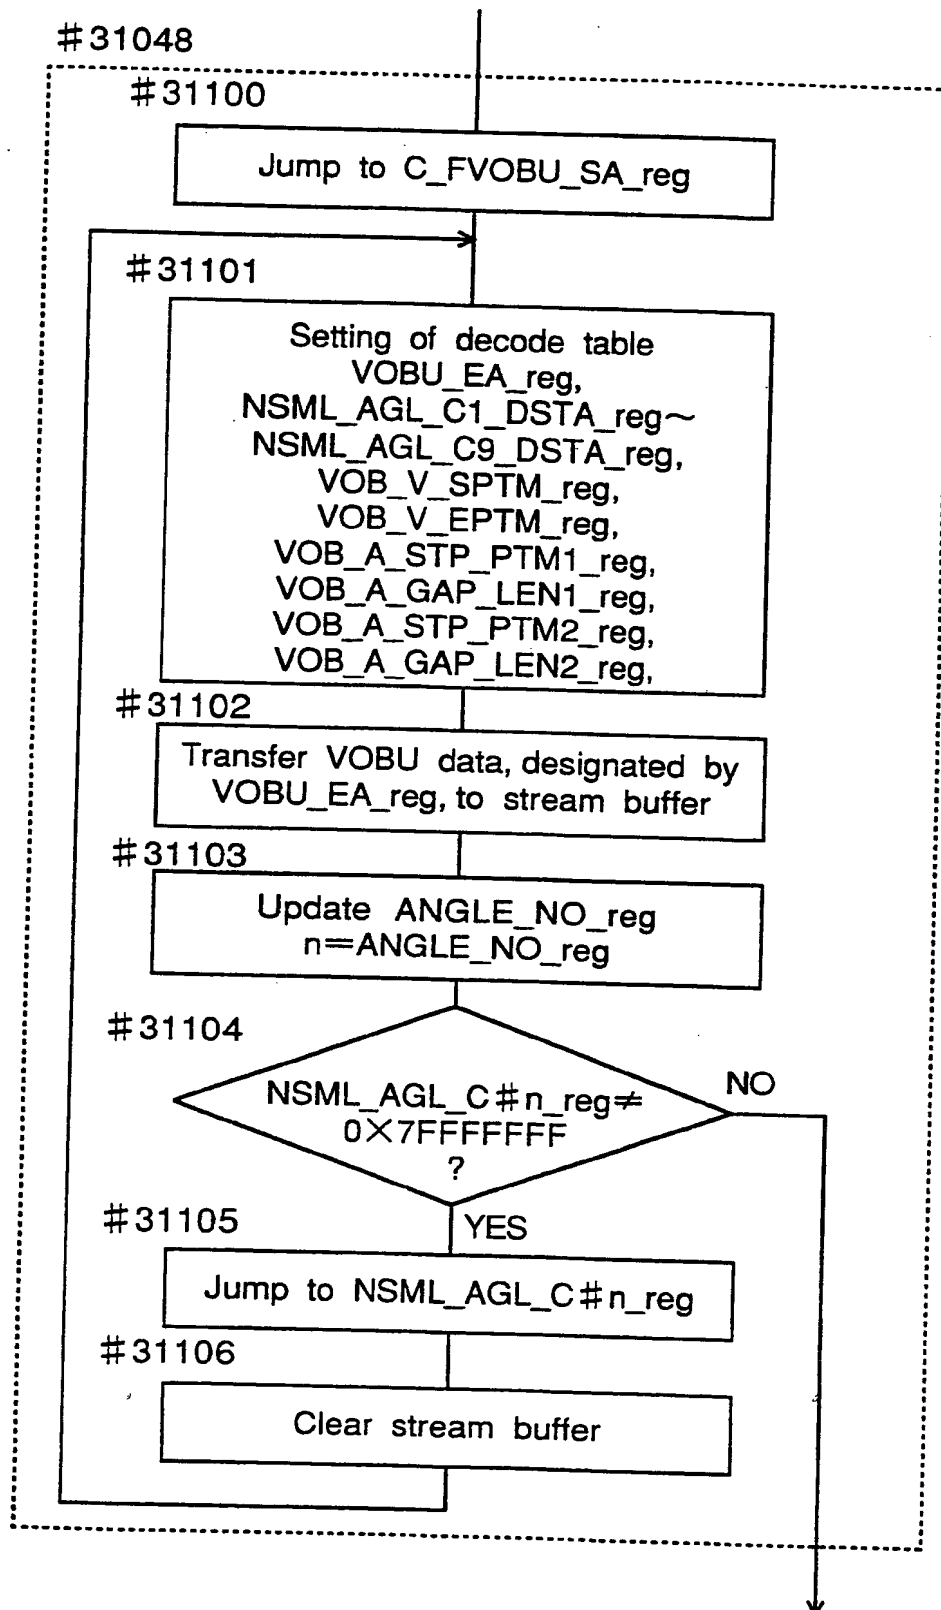 #31048
#31100
Jump to C_FVOBU_SA_reg
#31101
Setting of decode table
VOBU_EA_reg,
NSML_AGL_C1_DSTA_reg~
NSML_AGL_C9_DSTA_reg,
VOB_V_SPTM_reg,
VOB_V_EPTM_reg,
VOB_A_STP_PTM1_reg,
VOB_A_GAP_LEN1_reg,
VOB_A_STP_PTM2_reg,
VOB_A_GAP_LEN2_reg,
#31102
Transfer VOBU data, designated by
VOBU_EA_reg, to stream buffer
#31103
Update ANGLE_NO_reg
n=ANGLE_NO_reg
#31104
NSML_AGL_C#n_reg≠
0×7FFFFFFF
?
NO
YES
#31105
Jump to NSML_AGL_C#n_reg
#31106
Clear stream buffer